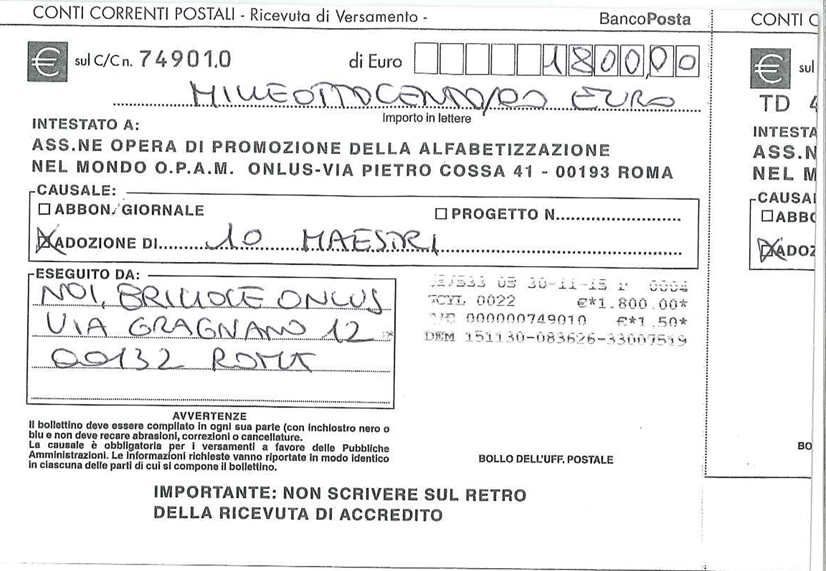 CONTI CORRENTI POSTALI - Ricevuta di Versamento -
BancoPosta
€ sul C/C n. 74901.0 di Euro 1800,00
MILLEOTTOCENTO/00 EURO
Importo in lettere
INTESTATO A:
ASS.NE OPERA DI PROMOZIONE DELLA ALFABETIZZAZIONE
NEL MONDO O.P.A.M. ONLUS-VIA PIETRO COSSA 41 - 00193 ROMA
CAUSALE:
ABBON./GIORNALE PROGETTO N.
ADOZIONE DI 10 MAESTRI
ESEGUITO DA:
NOI, BRICIOLE ONLUS
VIA GRAGNANO 12
00132 ROMA
30-11-15 P 0004
0022 €*1.800.00*
000000749010 €*1.50*
DEM 151130-083626-33007519
AVVERTENZE
Il bollettino deve essere compilato in ogni sua parte (con inchiostro nero o
blu e non deve recare abrasioni, correzioni o cancellature.
La causale è obbligatoria per i versamenti a favore delle Pubbliche
Amministrazioni. Le informazioni richieste vanno riportate in modo identico
in ciascuna delle parti di cui si compone il bollettino.
BOLLO DELL'UFF. POSTALE
IMPORTANTE: NON SCRIVERE SUL RETRO
DELLA RICEVUTA DI ACCREDITO
CONTI C
€ sul
TD 4
INTESTA
ASS.N
NEL M
CAUSAL
ABBO
ADOZ
BO